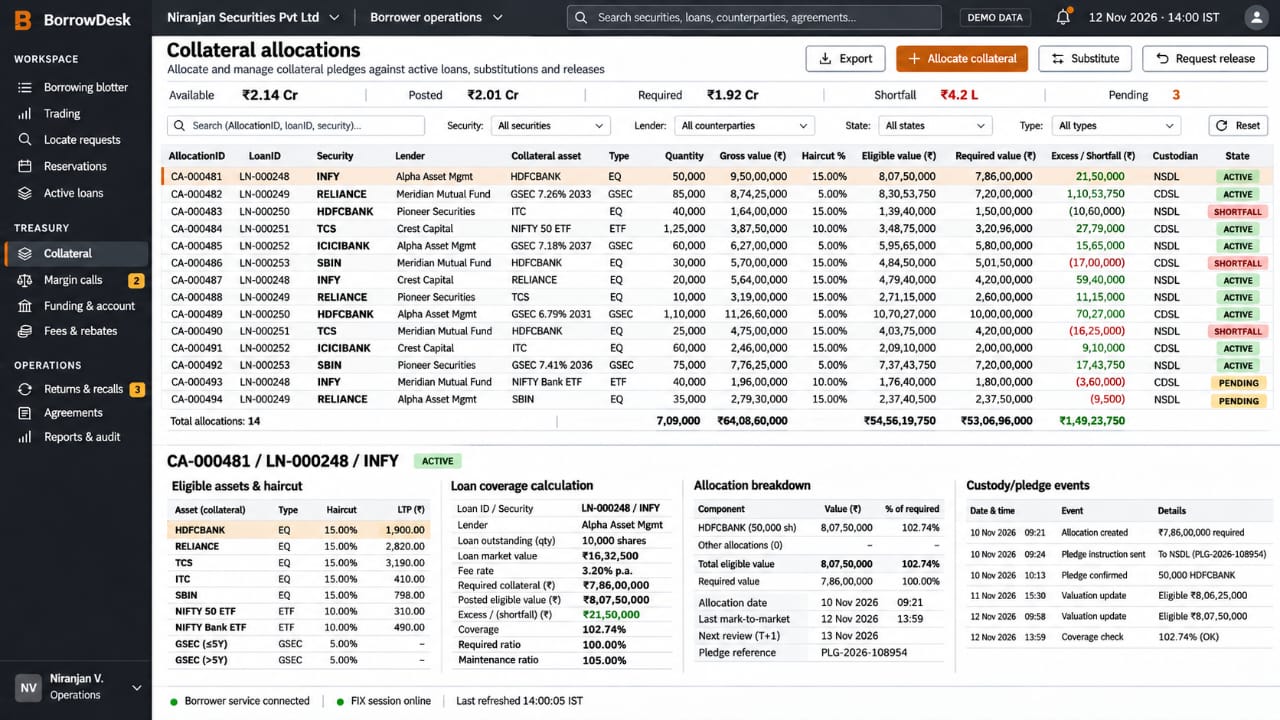 BorrowDesk
Niranjan Securities Pvt Ltd
Borrower operations
Search securities, loans, counterparties, agreements...
DEMO DATA
12 Nov 2026 · 14:00 IST
WORKSPACE
Borrowing blotter
Trading
Locate requests
Reservations
Active loans
TREASURY
Collateral
Margin calls 2
Funding & account
Fees & rebates
OPERATIONS
Returns & recalls 3
Agreements
Reports & audit
NV
Niranjan V.
Operations
Collateral allocations
Allocate and manage collateral pledges against active loans, substitutions and releases
Export
Allocate collateral
Substitute
Request release
Available ₹2.14 Cr
Posted ₹2.01 Cr
Required ₹1.92 Cr
Shortfall ₹4.2 L
Pending 3
Search (AllocationID, loanID, security)...
Security: All securities
Lender: All counterparties
State: All states
Type: All types
Reset
AllocationID LoanID Security Lender Collateral asset Type Quantity Gross value (₹) Haircut % Eligible value (₹) Required value (₹) Excess / Shortfall (₹) Custodian State
CA-000481 LN-000248 INFY Alpha Asset Mgmt HDFCBANK EQ 50,000 9,50,00,000 15.00% 8,07,50,000 7,86,00,000 21,50,000 NSDL ACTIVE
CA-000482 LN-000249 RELIANCE Meridian Mutual Fund GSEC 7.26% 2033 GSEC 85,000 8,74,25,000 5.00% 8,30,53,750 7,20,00,000 1,10,53,750 CDSL ACTIVE
CA-000483 LN-000250 HDFCBANK Pioneer Securities ITC EQ 40,000 1,64,00,000 15.00% 1,39,40,000 1,50,00,000 (10,60,000) NSDL SHORTFALL
CA-000484 LN-000251 TCS Crest Capital NIFTY 50 ETF ETF 1,25,000 3,87,50,000 10.00% 3,48,75,000 3,20,96,000 27,79,000 CDSL ACTIVE
CA-000485 LN-000252 ICICIBANK Alpha Asset Mgmt GSEC 7.18% 2037 GSEC 60,000 6,27,00,000 5.00% 5,95,65,000 5,80,00,000 15,65,000 NSDL ACTIVE
CA-000486 LN-000253 SBIN Meridian Mutual Fund HDFCBANK EQ 30,000 5,70,00,000 15.00% 4,84,50,000 5,01,50,000 (17,00,000) CDSL SHORTFALL
CA-000487 LN-000248 INFY Crest Capital RELIANCE EQ 20,000 5,64,00,000 15.00% 4,79,40,000 4,20,00,000 59,40,000 NSDL ACTIVE
CA-000488 LN-000249 RELIANCE Pioneer Securities TCS EQ 10,000 3,19,00,000 15.00% 2,71,15,000 2,60,00,000 11,15,000 NSDL ACTIVE
CA-000489 LN-000250 HDFCBANK Alpha Asset Mgmt GSEC 6.79% 2031 GSEC 1,10,000 11,26,60,000 5.00% 10,70,27,000 10,00,00,000 70,27,000 CDSL ACTIVE
CA-000490 LN-000251 TCS Meridian Mutual Fund HDFCBANK EQ 25,000 4,75,00,000 15.00% 4,03,75,000 4,20,00,000 (16,25,000) NSDL SHORTFALL
CA-000491 LN-000252 ICICIBANK Crest Capital ITC EQ 60,000 2,46,00,000 15.00% 2,09,10,000 2,00,00,000 9,10,000 CDSL ACTIVE
CA-000492 LN-000253 SBIN Pioneer Securities GSEC 7.41% 2036 GSEC 75,000 7,76,25,000 5.00% 7,37,43,750 7,20,00,000 17,43,750 NSDL ACTIVE
CA-000493 LN-000248 INFY Meridian Mutual Fund NIFTY Bank ETF ETF 40,000 1,96,00,000 10.00% 1,76,40,000 1,80,00,000 (3,60,000) CDSL PENDING
CA-000494 LN-000249 RELIANCE Alpha Asset Mgmt SBIN EQ 35,000 2,79,30,000 15.00% 2,37,40,500 2,37,50,000 (9,500) NSDL PENDING
Total allocations: 14 7,09,000 ₹64,08,60,000 ₹54,56,19,750 ₹53,06,96,000 ₹1,49,23,750
CA-000481 / LN-000248 / INFY ACTIVE
Eligible assets & haircut
Asset (collateral) Type Haircut LTP (₹)
HDFCBANK EQ 15.00% 1,900.00
RELIANCE EQ 15.00% 2,820.00
TCS EQ 15.00% 3,190.00
ITC EQ 15.00% 410.00
SBIN EQ 15.00% 798.00
NIFTY 50 ETF ETF 10.00% 310.00
NIFTY Bank ETF ETF 10.00% 490.00
GSEC (≤5Y) GSEC 5.00% –
GSEC (>5Y) GSEC 5.00% –
Loan coverage calculation
Loan ID / Security LN-000248 / INFY
Lender Alpha Asset Mgmt
Loan outstanding (qty) 10,000 shares
Loan market value ₹16,32,500
Fee rate 3.20% p.a.
Required collateral (₹) ₹7,86,00,000
Posted eligible value (₹) ₹8,07,50,000
Excess / (shortfall) (₹) ₹21,50,000
Coverage 102.74%
Required ratio 100.00%
Maintenance ratio 105.00%
Allocation breakdown
Component Value (₹) % of required
HDFCBANK (50,000 sh) 8,07,50,000 102.74%
Other allocations (0) – –
Total eligible value 8,07,50,000 102.74%
Required value 7,86,00,000 100.00%
Allocation date 10 Nov 2026 09:21
Last mark-to-market 12 Nov 2026 13:59
Next review (T+1) 13 Nov 2026
Pledge reference PLG-2026-108954
Custody/pledge events
Date & time Event Details
10 Nov 2026 09:21 Allocation created ₹7,86,00,000 required
10 Nov 2026 09:24 Pledge instruction sent To NSDL (PLG-2026-108954)
10 Nov 2026 10:13 Pledge confirmed 50,000 HDFCBANK
11 Nov 2026 15:30 Valuation update Eligible ₹8,06,25,000
12 Nov 2026 09:58 Valuation update Eligible ₹8,07,50,000
12 Nov 2026 13:59 Coverage check 102.74% (OK)
Borrower service connected
FIX session online
Last refreshed 14:00:05 IST